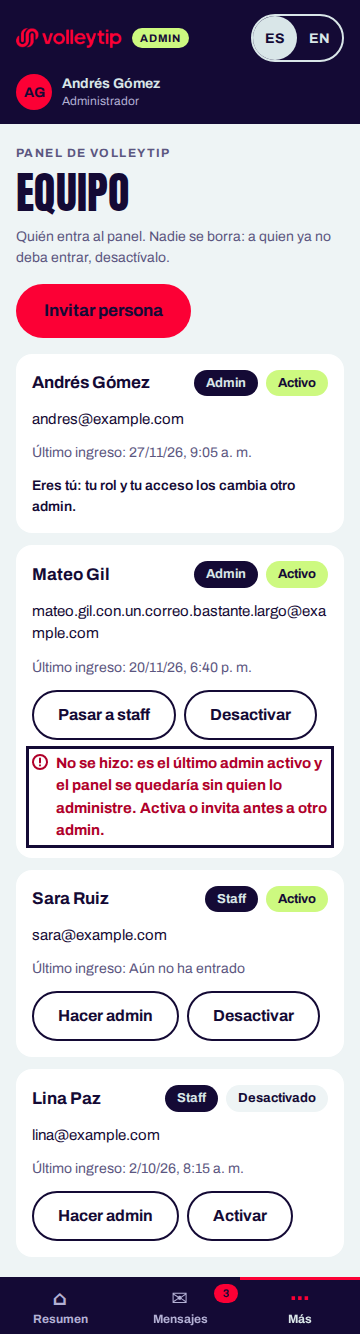 volleytip ADMIN ES EN
AG Andrés Gómez
Administrador
PANEL DE VOLLEYTIP
EQUIPO
Quién entra al panel. Nadie se borra: a quien ya no
deba entrar, desactívalo.
Invitar persona
Andrés Gómez Admin Activo
andres@example.com
Último ingreso: 27/11/26, 9:05 a. m.
Eres tú: tu rol y tu acceso los cambia otro
admin.
Mateo Gil Admin Activo
mateo.gil.con.un.correo.bastante.largo@exa
mple.com
Último ingreso: 20/11/26, 6:40 p. m.
Pasar a staff Desactivar
No se hizo: es el último admin activo y
el panel se quedaría sin quien lo
administre. Activa o invita antes a otro
admin.
Sara Ruiz Staff Activo
sara@example.com
Último ingreso: Aún no ha entrado
Hacer admin Desactivar
Lina Paz Staff Desactivado
lina@example.com
Último ingreso: 2/10/26, 8:15 a. m.
Hacer admin Activar
3
Resumen Mensajes Más